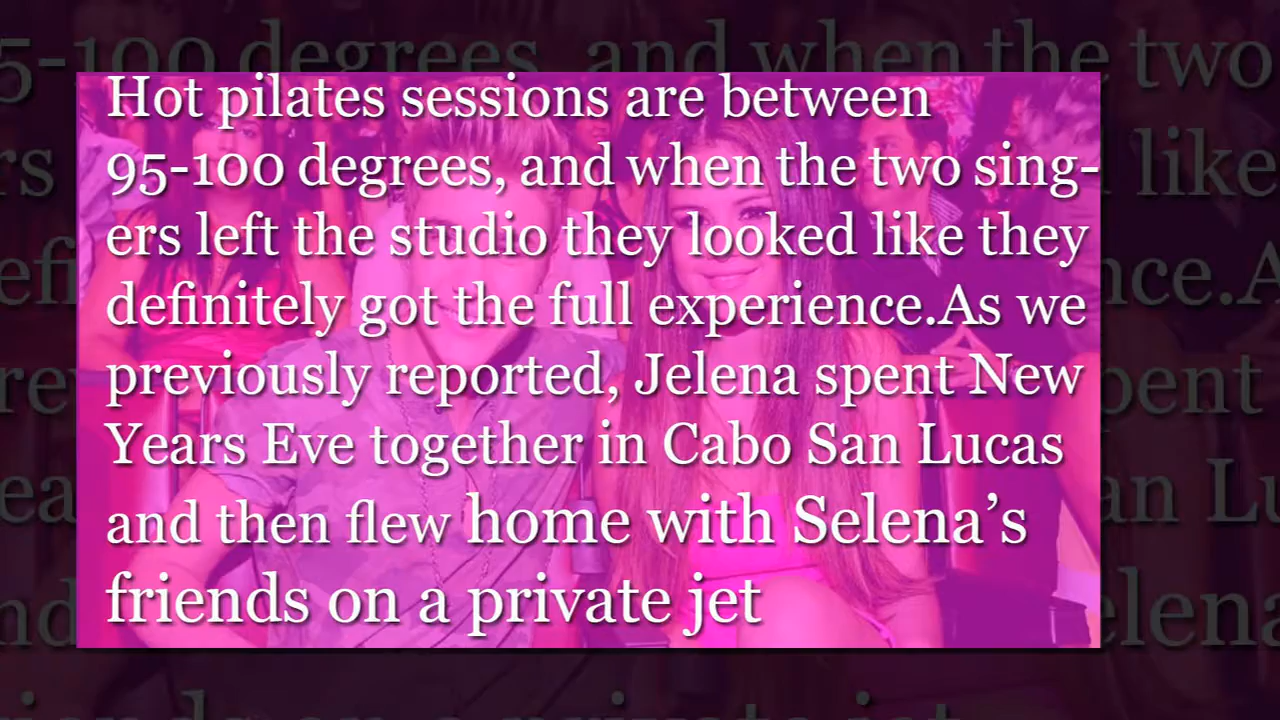 Hot pilates sessions are between
95-100 degrees, and when the two sing-
ers left the studio they looked like they
definitely got the full experience.As we
previously reported, Jelena spent New
Years Eve together in Cabo San Lucas
and then flew home with Selena’s
friends on a private jet